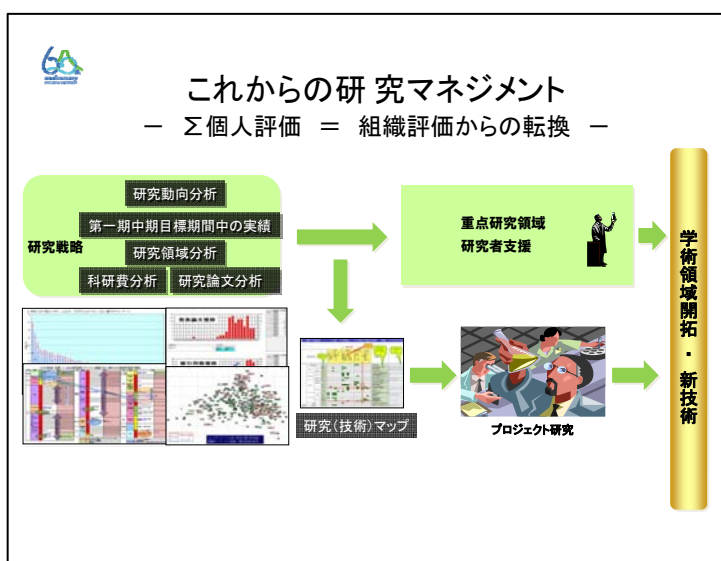 これからの研究マネジメント
－ Σ個人評価 ＝ 組織評価からの転換 －
研究動向分析
第一期中期目標期間中の実績
研究戦略
研究領域分析
科研費分析
研究論文分析
重点研究領域
研究者支援
研究（技術）マップ
プロジェクト研究
学術領域開拓・新技術